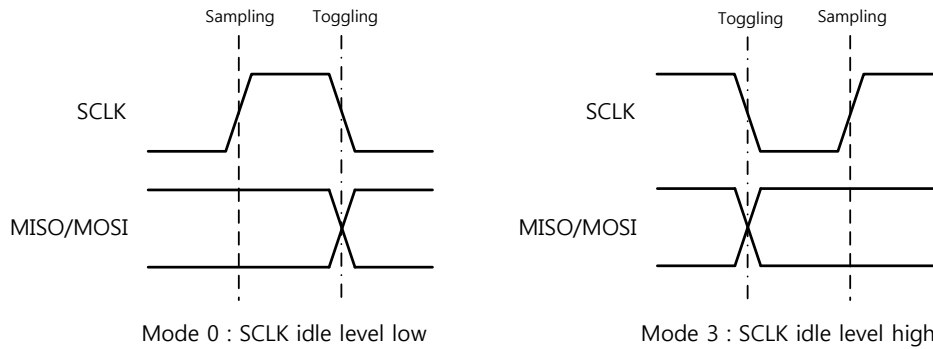 Sampling Toggling
SCLK
MISO/MOSI
Mode 0 : SCLK idle level low
Toggling Sampling
SCLK
MISO/MOSI
Mode 3 : SCLK idle level high